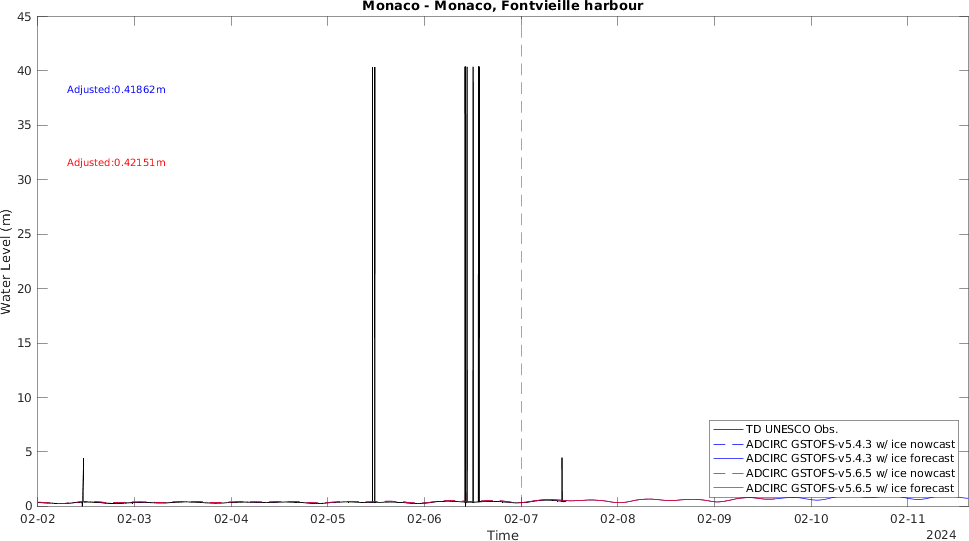 Monaco - Monaco, Fontvieille harbour
45
40
35
30
25
20
15
10
5
0
Water Level (m)
Adjusted:0.41862m
Adjusted:0.42151m
TD UNESCO Obs.
ADCIRC GSTOFS-v5.4.3 w/ ice nowcast
ADCIRC GSTOFS-v5.4.3 w/ ice forecast
ADCIRC GSTOFS-v5.6.5 w/ ice nowcast
ADCIRC GSTOFS-v5.6.5 w/ ice forecast
02-02 02-03 02-04 02-05 02-06 02-07 02-08 02-09 02-10 02-11
Time
2024